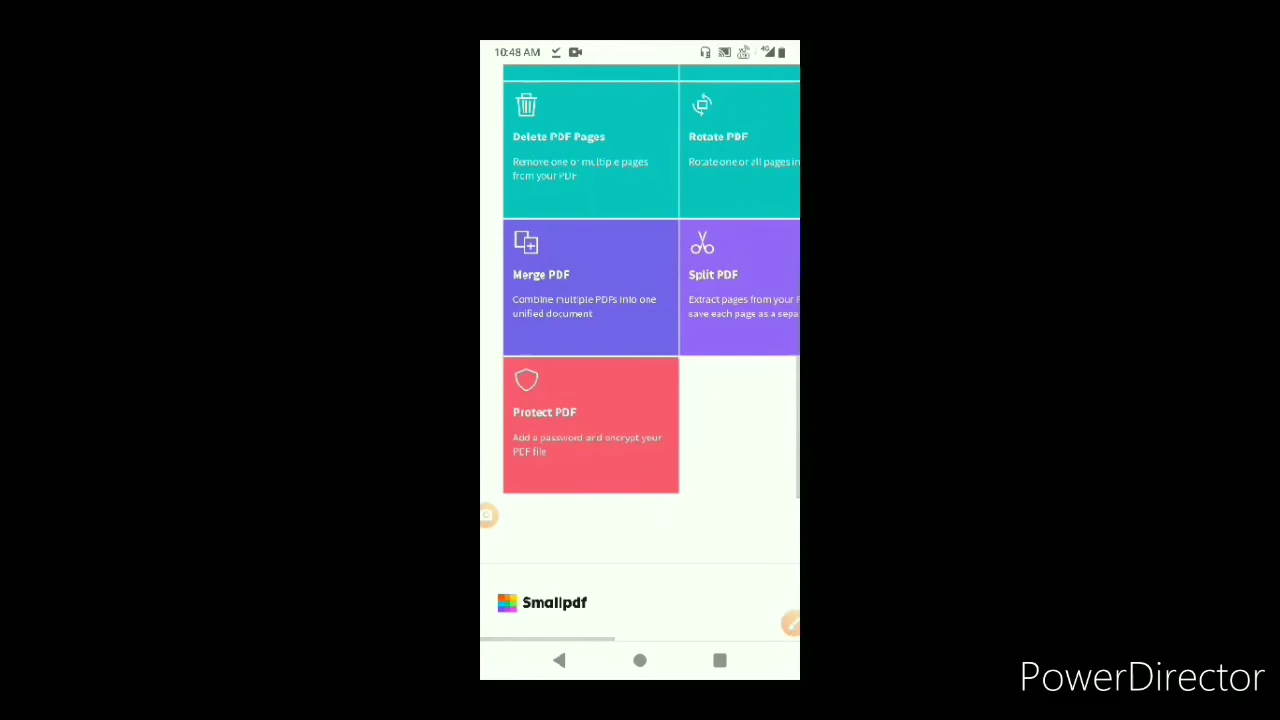 10:48 AM
4G
Delete PDF Pages
Remove one or multiple pages
from your PDF
Rotate PDF
Rotate one or all pages in
Merge PDF
Combine multiple PDFs into one
unified document
Split PDF
Extract pages from your
save each page as a sepa
Protect PDF
Add a password and encrypt your
PDF file
Smallpdf
PowerDirector